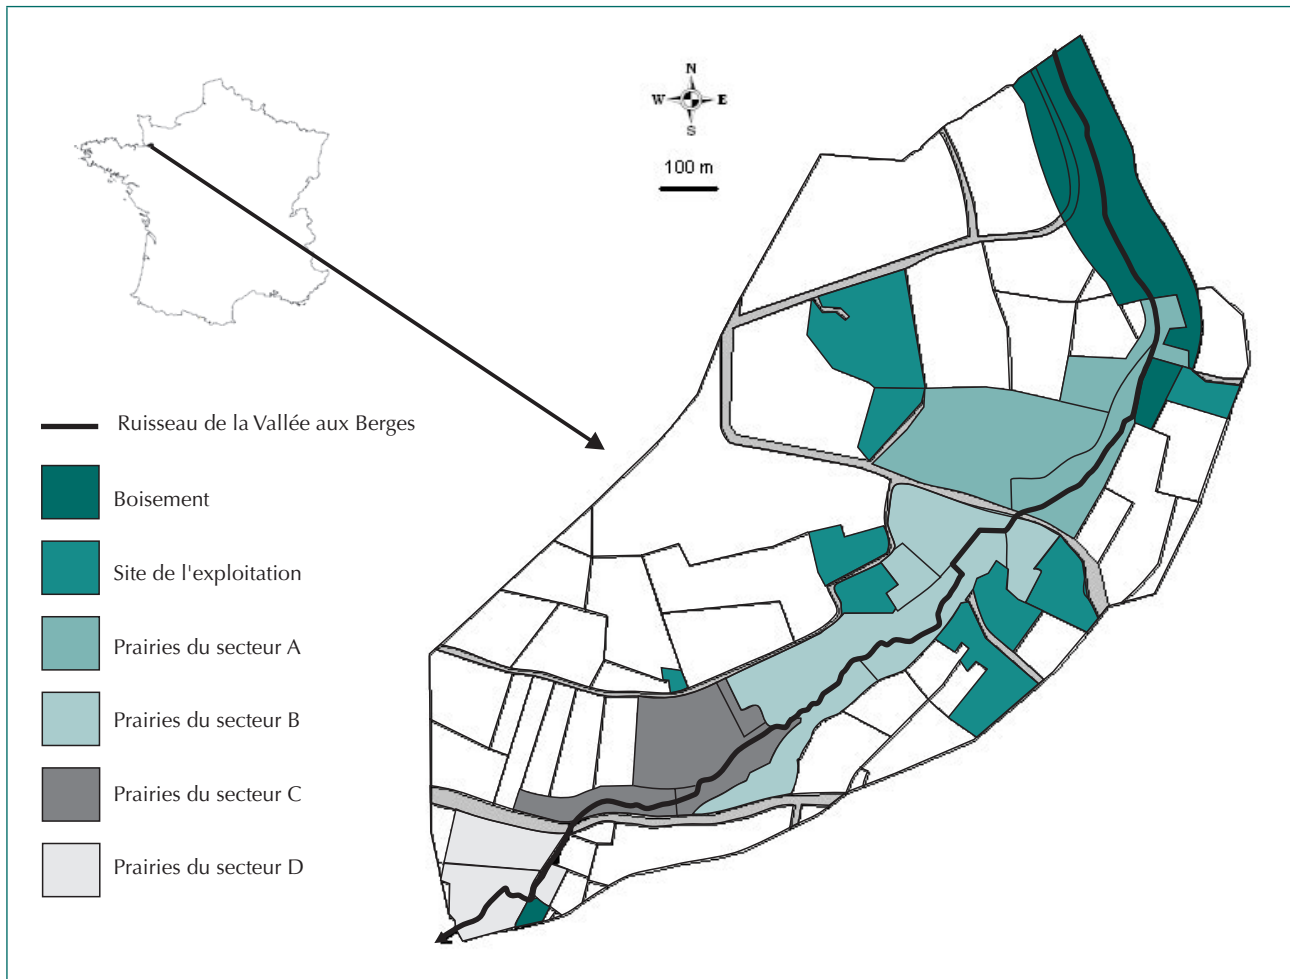 N
W E
S
100 m
Ruisseau de la Vallée aux Berges
Boisement
Site de l'exploitation
Prairies du secteur A
Prairies du secteur B
Prairies du secteur C
Prairies du secteur D